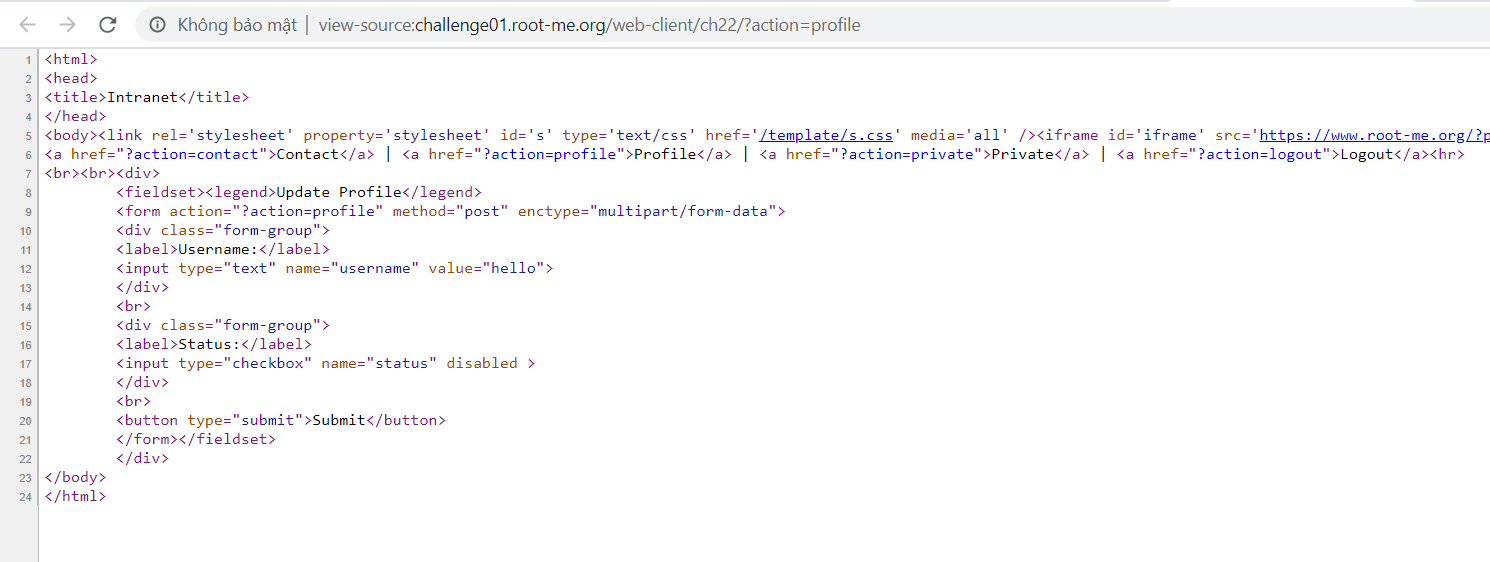 Không bảo mật | view-source:challenge01.root-me.org/web-client/ch22/?action=profile
1 <html>
2 <head>
3 <title>Intranet</title>
4 </head>
5 <body><link rel='stylesheet' property='stylesheet' id='s' type='text/css' href='/template/s.css' media='all' /><iframe id='iframe' src='https://www.root-me.org/?p
6 <a href="?action=contact">Contact</a> | <a href="?action=profile">Profile</a> | <a href="?action=private">Private</a> | <a href="?action=logout">Logout</a><hr>
7 <br><br><div>
8 <fieldset><legend>Update Profile</legend>
9 <form action="?action=profile" method="post" enctype="multipart/form-data">
10 <div class="form-group">
11 <label>Username:</label>
12 <input type="text" name="username" value="hello">
13 </div>
14 <br>
15 <div class="form-group">
16 <label>Status:</label>
17 <input type="checkbox" name="status" disabled >
18 </div>
19 <br>
20 <button type="submit">Submit</button>
21 </form></fieldset>
22 </div>
23 </body>
24 </html>